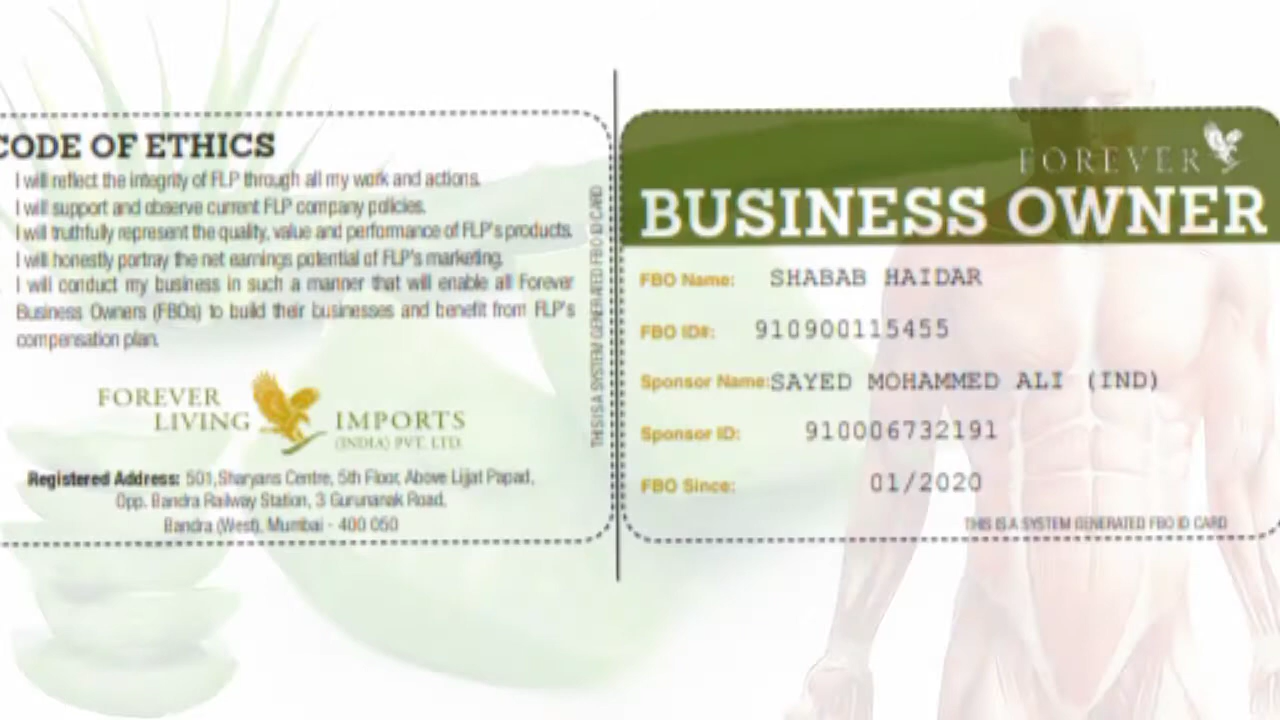 CODE OF ETHICS
I will reflect the integrity of FLP through all my work and actions.
I will support and observe current FLP company policies.
I will truthfully represent the quality, value and performance of FLP's products.
I will honestly portray the net earnings potential of FLP's marketing.
I will conduct my business in such a manner that will enable all Forever
Business Owners (FBOs) to build their businesses and benefit from FLP's
compensation plan.
FOREVER
LIVING
IMPORTS
(INDIA) PVT. LTD.
Registered Address: 501,Sharyans Centre, 5th Floor, Above Lijjat Papad,
Opp. Bandra Railway Station, 3 Gurunanak Road,
Bandra (West), Mumbai - 400 050
THIS IS A SYSTEM GENERATED FBO ID CARD
FOREVER
BUSINESS OWNER
FBO Name: SHABAB HAIDAR
FBO ID#: 910900115455
Sponsor Name:SAYED MOHAMMED ALI (IND)
Sponsor ID: 910006732191
FBO Since: 01/2020
THIS IS A SYSTEM GENERATED FBO ID CARD